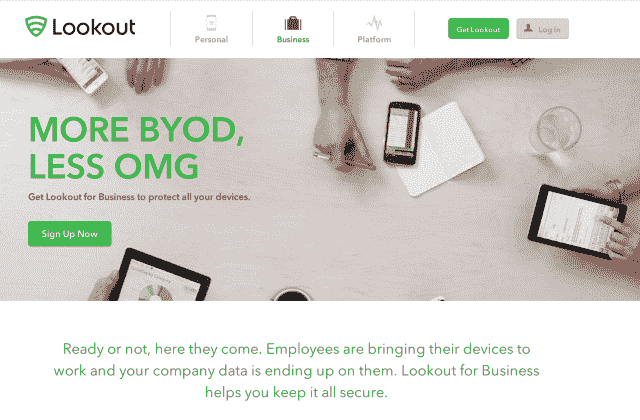 Lookout
Personal
Business
Platform
Get Lookout
Log in
MORE BYOD,
LESS OMG
Get Lookout for Business to protect all your devices.
Sign Up Now
Ready or not, here they come. Employees are bringing their devices to
work and your company data is ending up on them. Lookout for Business
helps you keep it all secure.